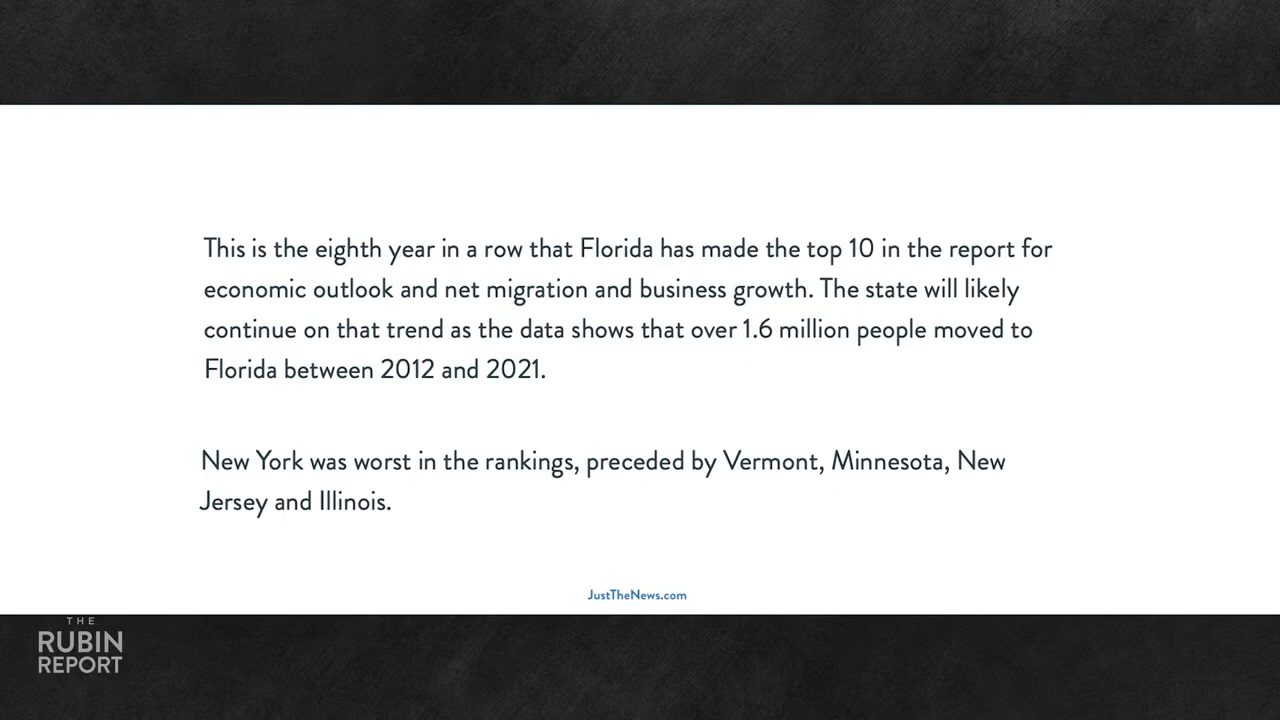 This is the eighth year in a row that Florida has made the top 10 in the report for
economic outlook and net migration and business growth. The state will likely
continue on that trend as the data shows that over 1.6 million people moved to
Florida between 2012 and 2021.
New York was worst in the rankings, preceded by Vermont, Minnesota, New
Jersey and Illinois.
JustTheNews.com
THE
RUBIN
REPORT